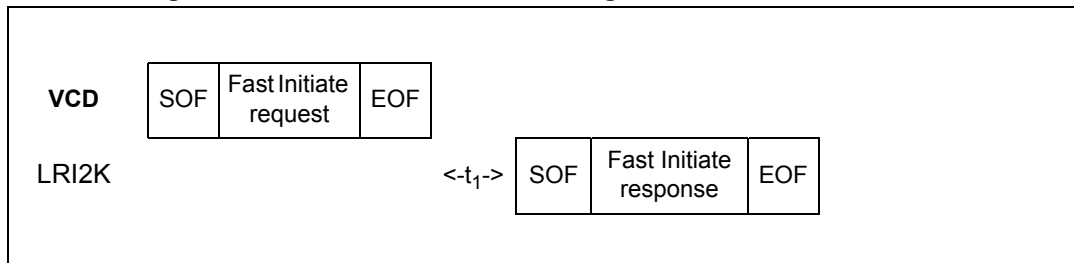 VCD SOF Fast Initiate request EOF
LRI2K <-t1-> SOF Fast Initiate response EOF